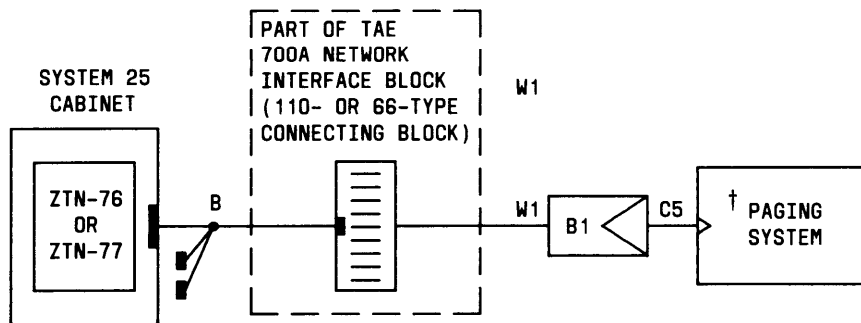 PART OF TAE
700A NETWORK
INTERFACE BLOCK
(110- OR 66-TYPE
CONNECTING BLOCK)
SYSTEM 25
CABINET
W1
ZTN-76
OR
ZTN-77
B
W1
B1
C5
† PAGING
SYSTEM